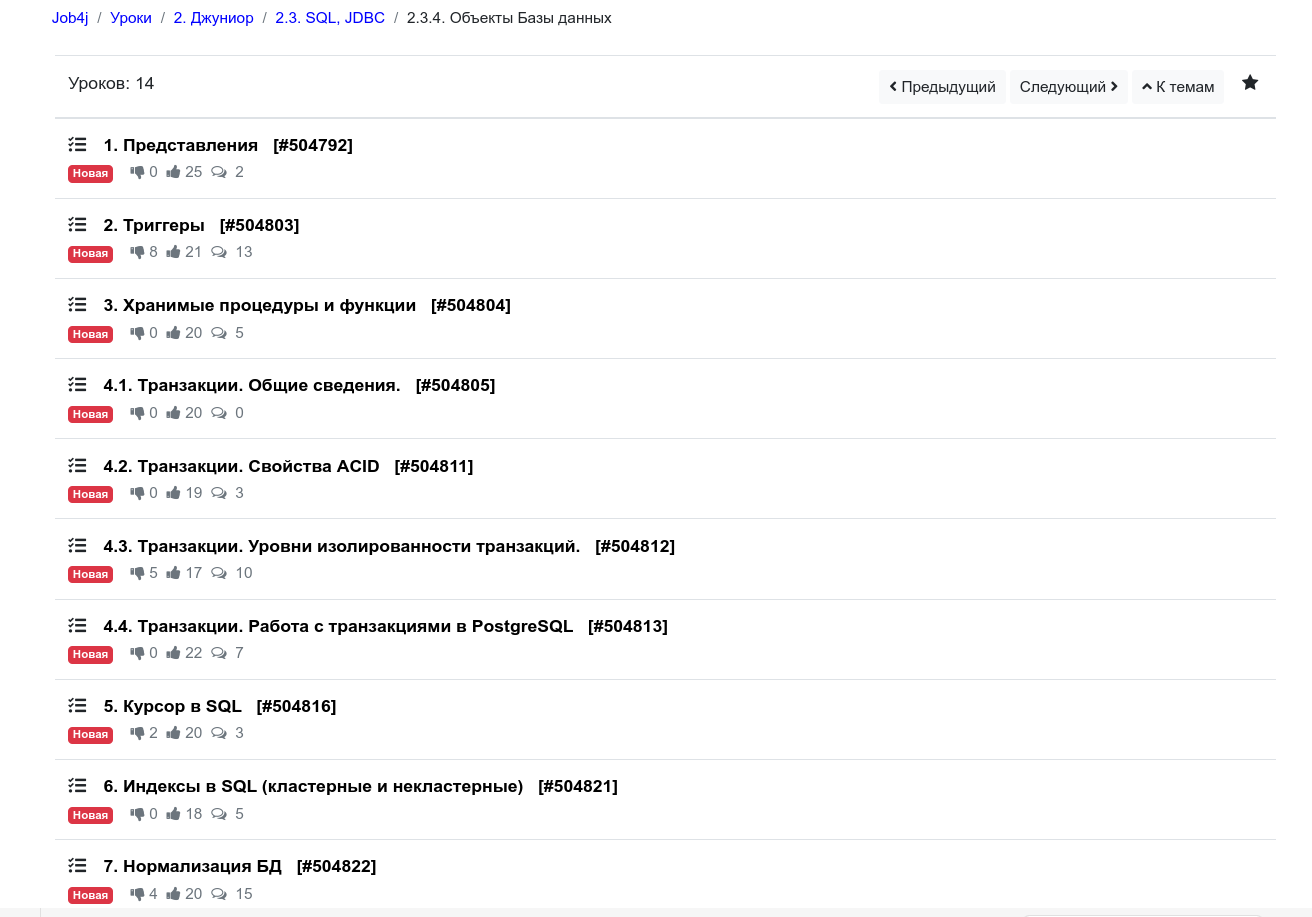 Job4j / Уроки / 2. Джуниор / 2.3. SQL, JDBC / 2.3.4. Объекты Базы данных
Уроков: 14 Предыдущий Следующий К темам
1. Представления [#504792]
Новая 0 25 2
2. Триггеры [#504803]
Новая 8 21 13
3. Хранимые процедуры и функции [#504804]
Новая 0 20 5
4.1. Транзакции. Общие сведения. [#504805]
Новая 0 20 0
4.2. Транзакции. Свойства ACID [#504811]
Новая 0 19 3
4.3. Транзакции. Уровни изолированности транзакций. [#504812]
Новая 5 17 10
4.4. Транзакции. Работа с транзакциями в PostgreSQL [#504813]
Новая 0 22 7
5. Курсор в SQL [#504816]
Новая 2 20 3
6. Индексы в SQL (кластерные и некластерные) [#504821]
Новая 0 18 5
7. Нормализация БД [#504822]
Новая 4 20 15